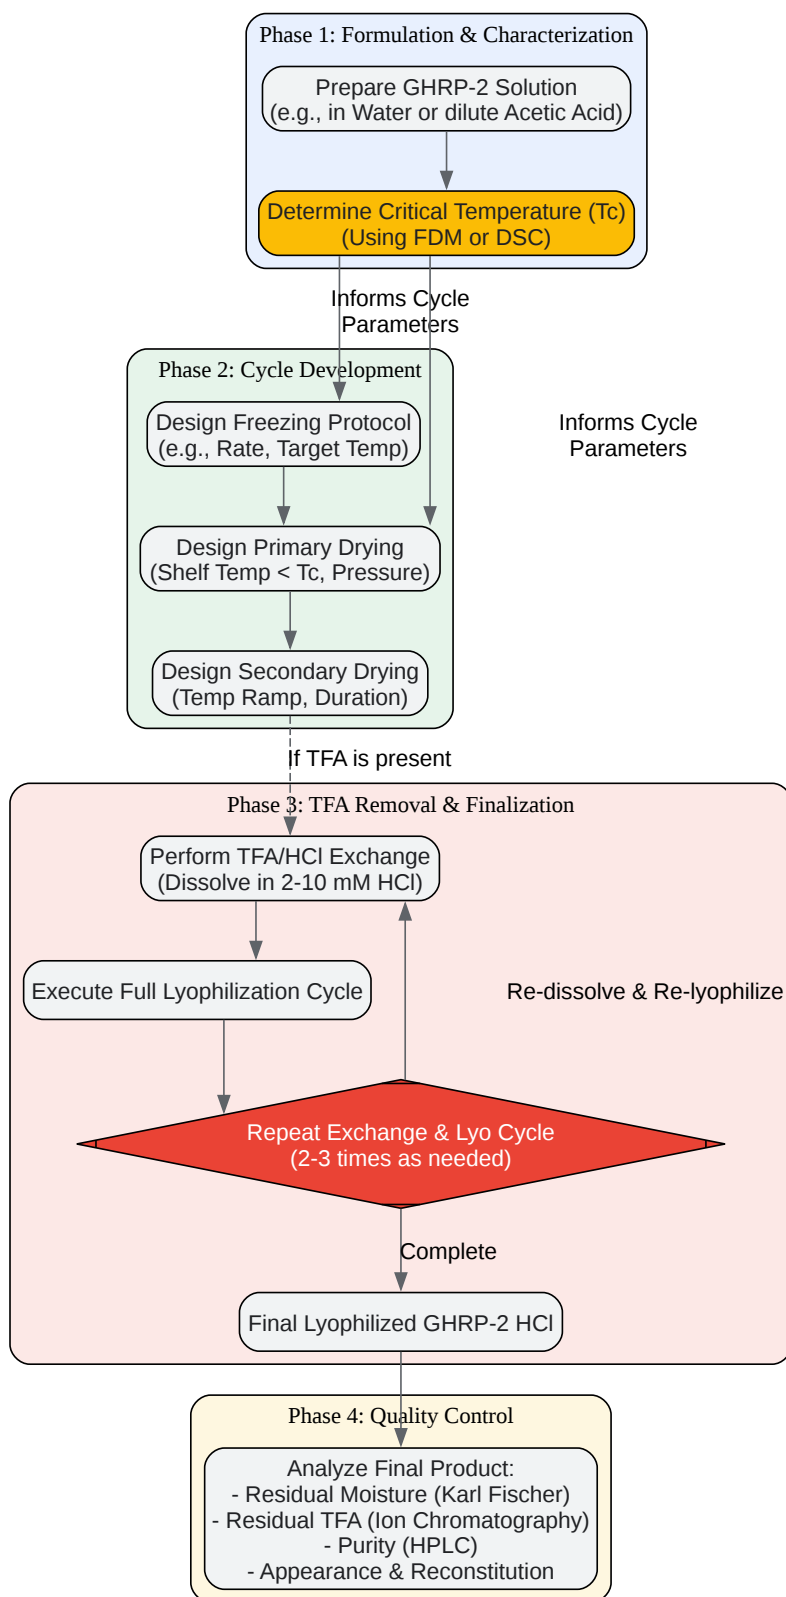 Phase 1: Formulation & Characterization
Prepare GHRP-2 Solution
(e.g., in Water or dilute Acetic Acid)
Determine Critical Temperature (Tc)
(Using FDM or DSC)
Informs Cycle
Parameters
Phase 2: Cycle Development
Design Freezing Protocol
(e.g., Rate, Target Temp)
Informs Cycle
Parameters
Design Primary Drying
(Shelf Temp < Tc, Pressure)
Design Secondary Drying
(Temp Ramp, Duration)
If TFA is present
Phase 3: TFA Removal & Finalization
Perform TFA/HCl Exchange
(Dissolve in 2-10 mM HCl)
Execute Full Lyophilization Cycle
Re-dissolve & Re-lyophilize
Repeat Exchange & Lyo Cycle
(2-3 times as needed)
Complete
Final Lyophilized GHRP-2 HCl
Phase 4: Quality Control
Analyze Final Product:
- Residual Moisture (Karl Fischer)
- Residual TFA (Ion Chromatography)
- Purity (HPLC)
- Appearance & Reconstitution